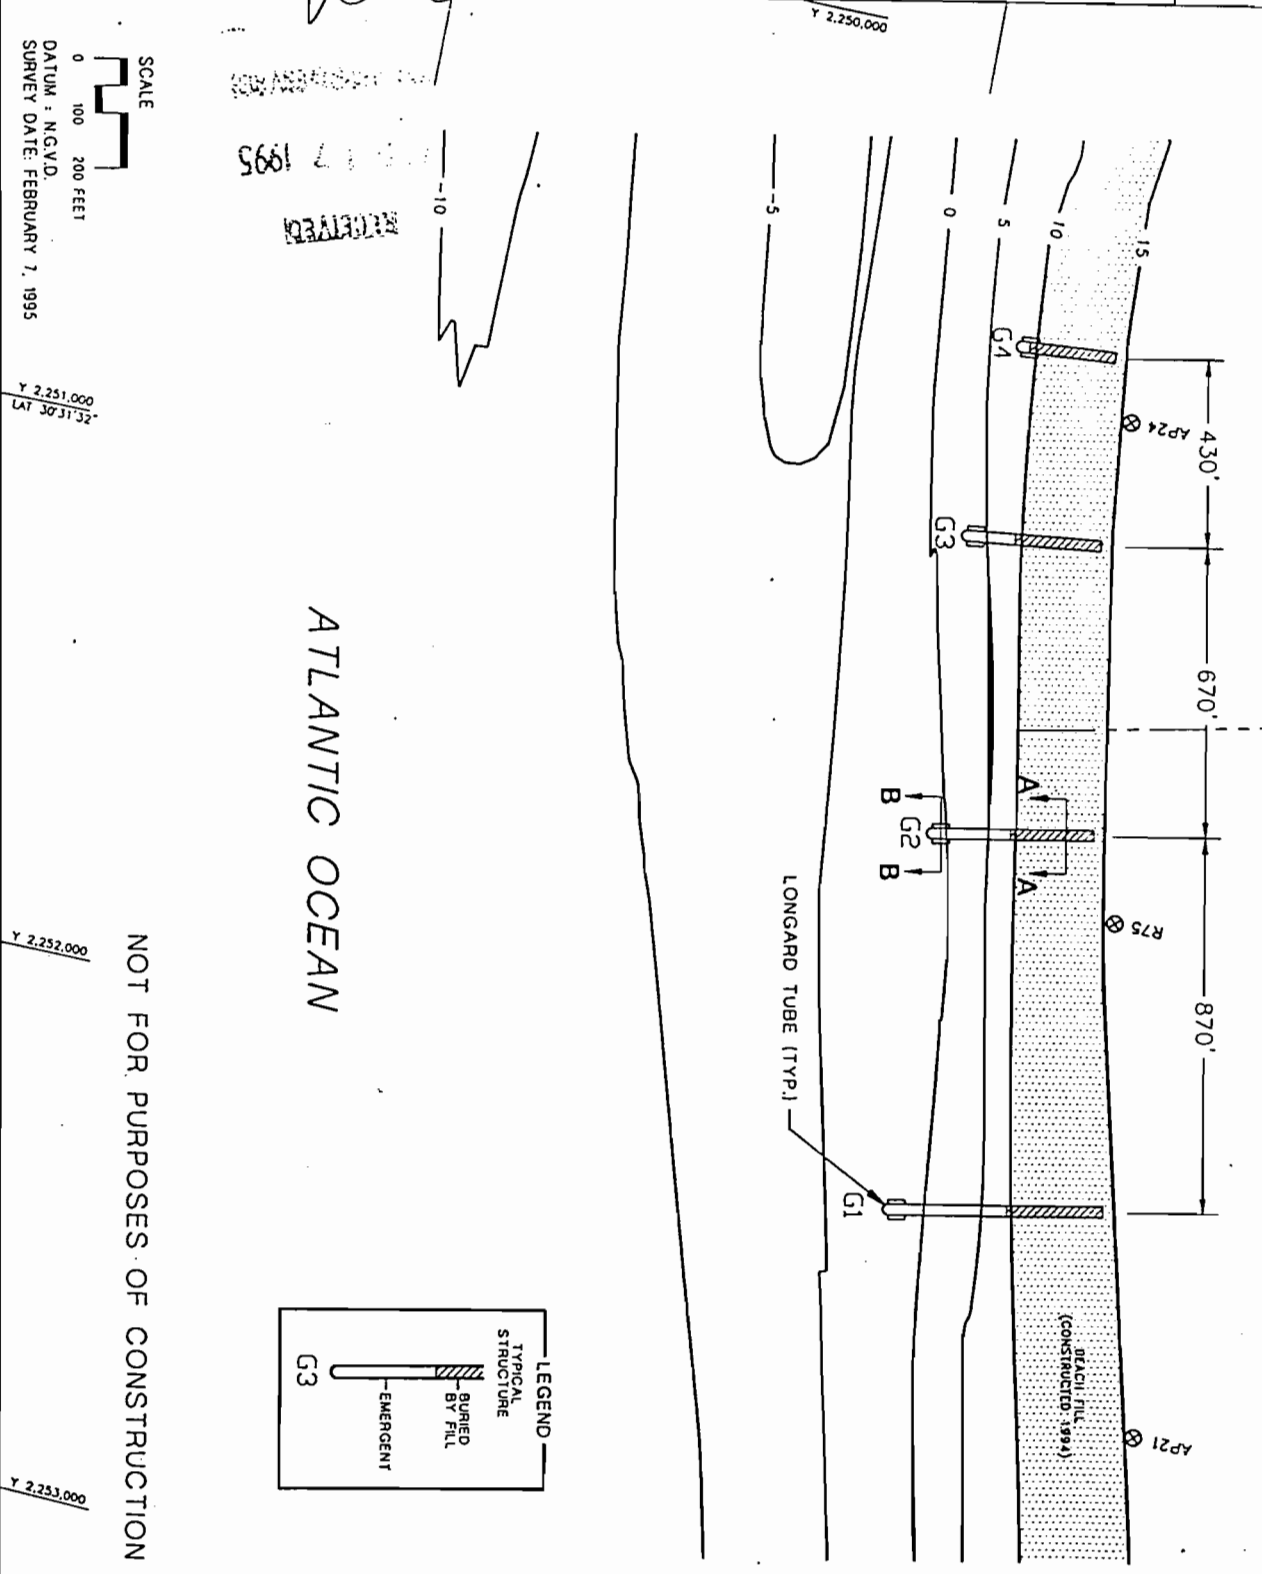 Y 2,250,000
SCALE
0 100 200 FEET
DATUM : N.G.V.D.
SURVEY DATE: FEBRUARY 7, 1995
17 1995
RECEIVED
-10
-5
0
5
10
15
G4
AP24
430'
G3
670'
A
A
B
B
G2
R75
870'
LONGARD TUBE (TYP.)
G1
BEACH FILL
(CONSTRUCTED 1994)
AP21
Y 2,251,000
LAT 30°31'32"
Y 2,252,000
Y 2,253,000
ATLANTIC OCEAN
NOT FOR PURPOSES OF CONSTRUCTION
LEGEND
TYPICAL
STRUCTURE
BURIED
BY FILL
EMERGENT
G3